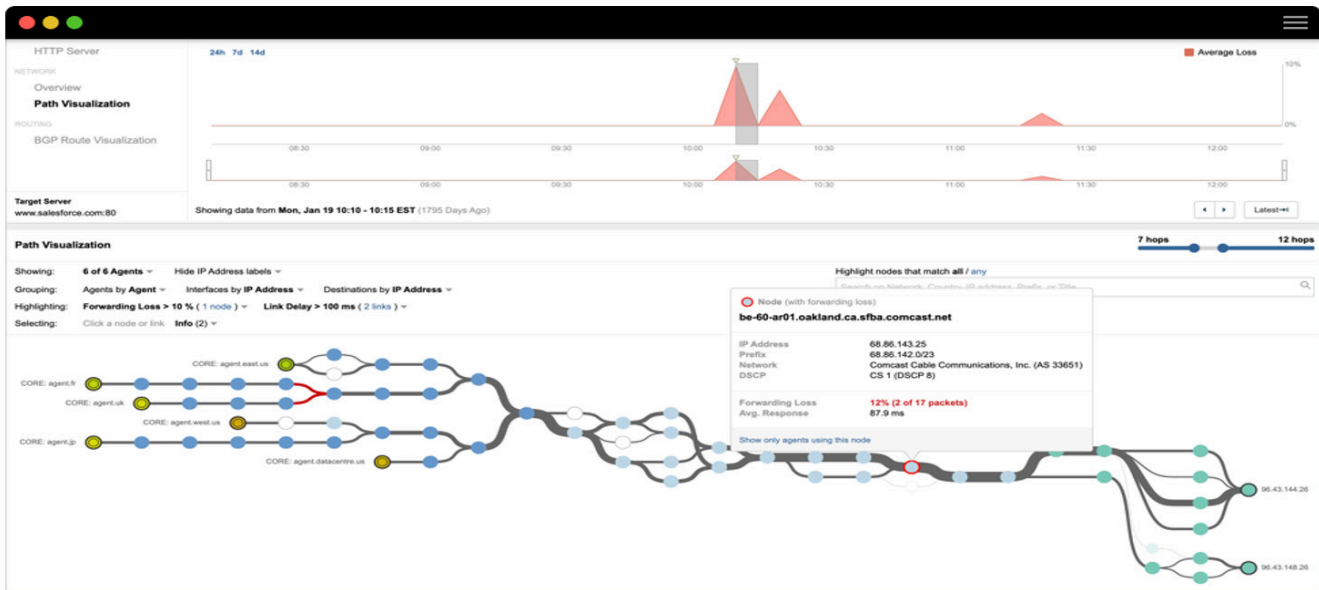 HTTP Server
NETWORK
Overview
Path Visualization
ROUTING
BGP Route Visualization
Target Server
www.salesforce.com:80
24h 7d 14d
Average Loss
10%
0%
08:30 09:00 09:30 10:00 10:30 11:00 11:30 12:00
08:30 09:00 09:30 10:00 10:30 11:00 11:30 12:00
Showing data from Mon, Jan 19 10:10 - 10:15 EST (1795 Days Ago)
Latest
Path Visualization
7 hops 12 hops
Showing: 6 of 6 Agents Hide IP Address labels
Grouping: Agents by Agent Interfaces by IP Address Destinations by IP Address
Highlighting: Forwarding Loss > 10 % ( 1 node ) Link Delay > 100 ms ( 2 links )
Selecting: Click a node or link Info (2)
Highlight nodes that match all / any
Search on Network, Country, IP address, Prefix, or Title
Node (with forwarding loss)
be-60-ar01.oakland.ca.sfba.comcast.net
IP Address 68.86.143.25
Prefix 68.86.142.0/23
Network Comcast Cable Communications, Inc. (AS 33651)
DSCP CS 1 (DSCP 8)
Forwarding Loss 12% (2 of 17 packets)
Avg. Response 87.9 ms
Show only agents using this node
CORE: agent.east.us
CORE: agent.fr
CORE: agent.uk
CORE: agent.west.us
CORE: agent.jp
CORE: agent.datacentre.us
96.43.144.26
96.43.148.26